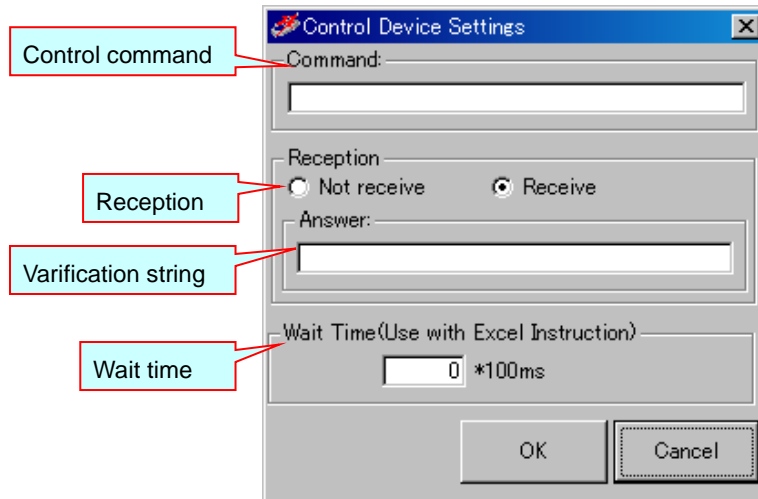 Control Device Settings
Control command
Command:
Reception
Not receive
Receive
Reception
Answer:
Varification string
Wait Time(Use with Excel Instruction)
Wait time
0 *100ms
OK
Cancel